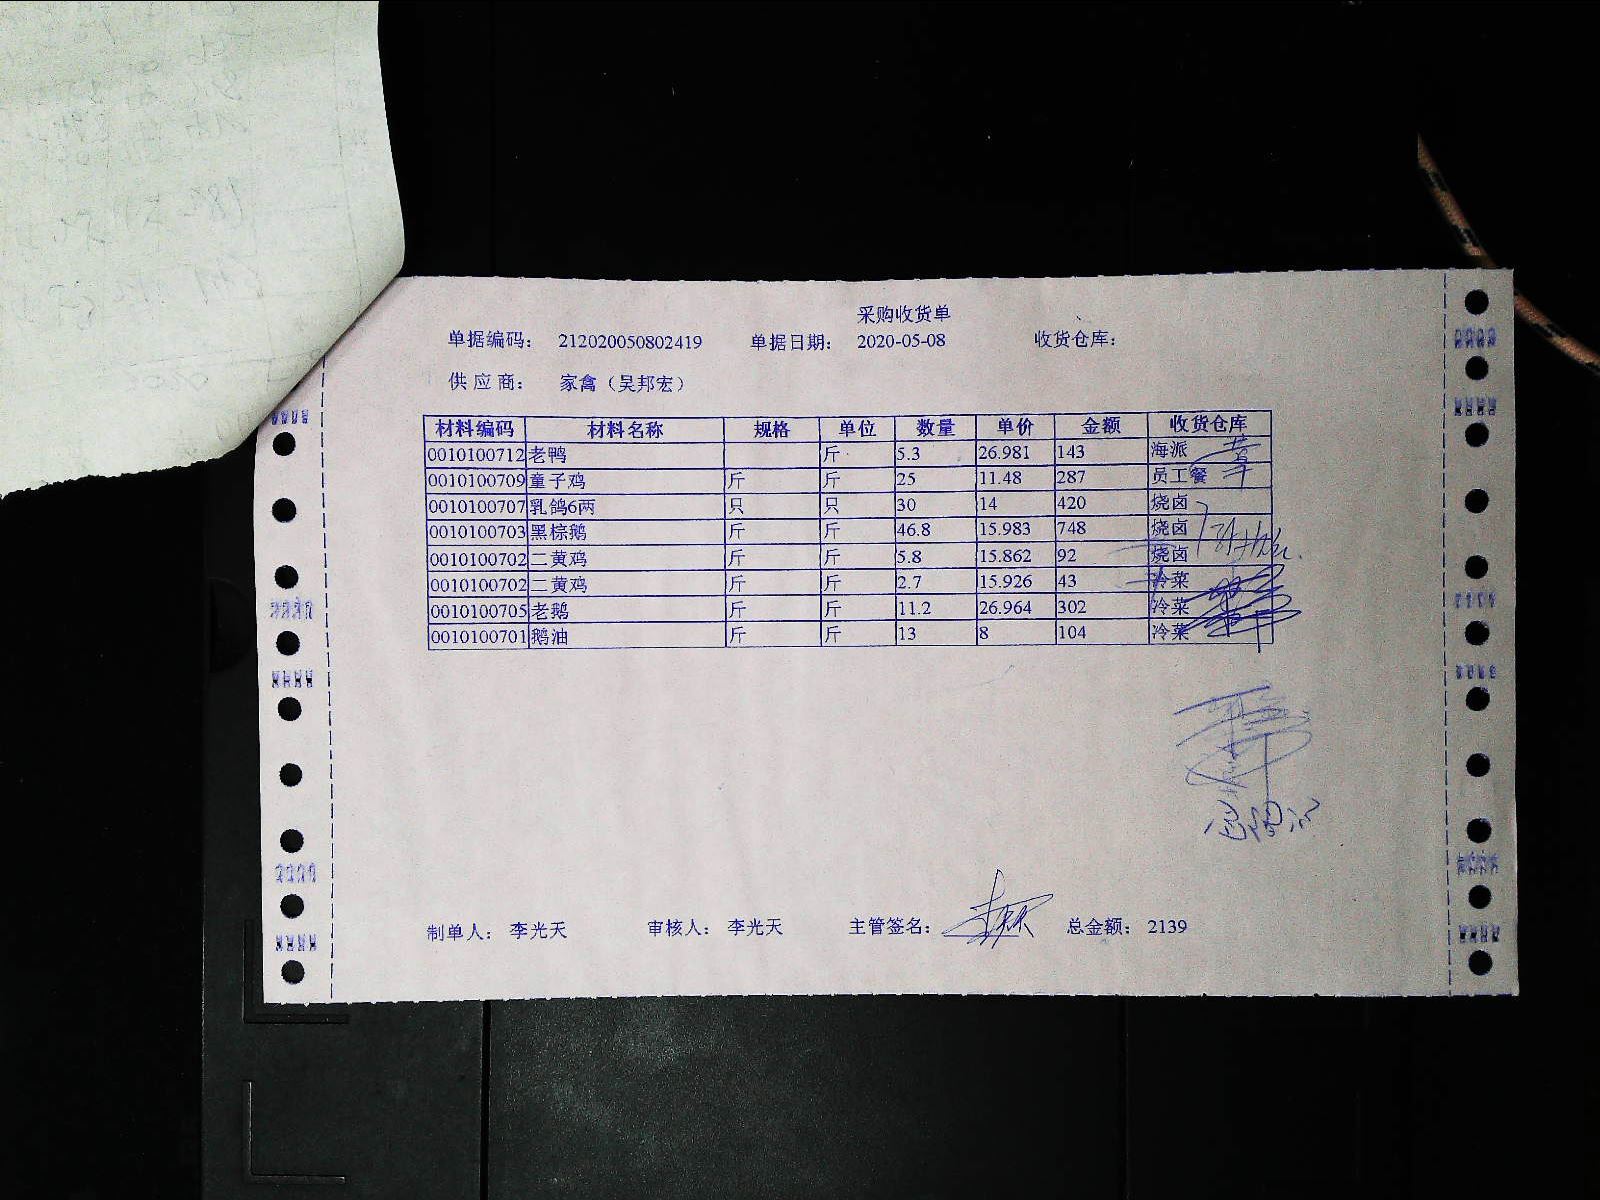 采购收货单
单据编码： 212020050802419 单据日期： 2020-05-08 收货仓库：
供应商： 家禽（吴邦宏）
材料编码 材料名称 规格 单位 数量 单价 金额 收货仓库
0010100712 老鸭 斤 5.3 26.981 143 海派
0010100709 童子鸡 斤 斤 25 11.48 287 员工餐
0010100707 乳鸽6两 只 只 30 14 420 烧卤
0010100703 黑棕鹅 斤 斤 46.8 15.983 748 烧卤
0010100702 二黄鸡 斤 斤 5.8 15.862 92 烧卤
0010100702 二黄鸡 斤 斤 2.7 15.926 43 冷菜
0010100705 老鹅 斤 斤 11.2 26.964 302 冷菜
0010100701 鹅油 斤 斤 13 8 104 冷菜
制单人： 李光天 审核人： 李光天 主管签名： 总金额： 2139